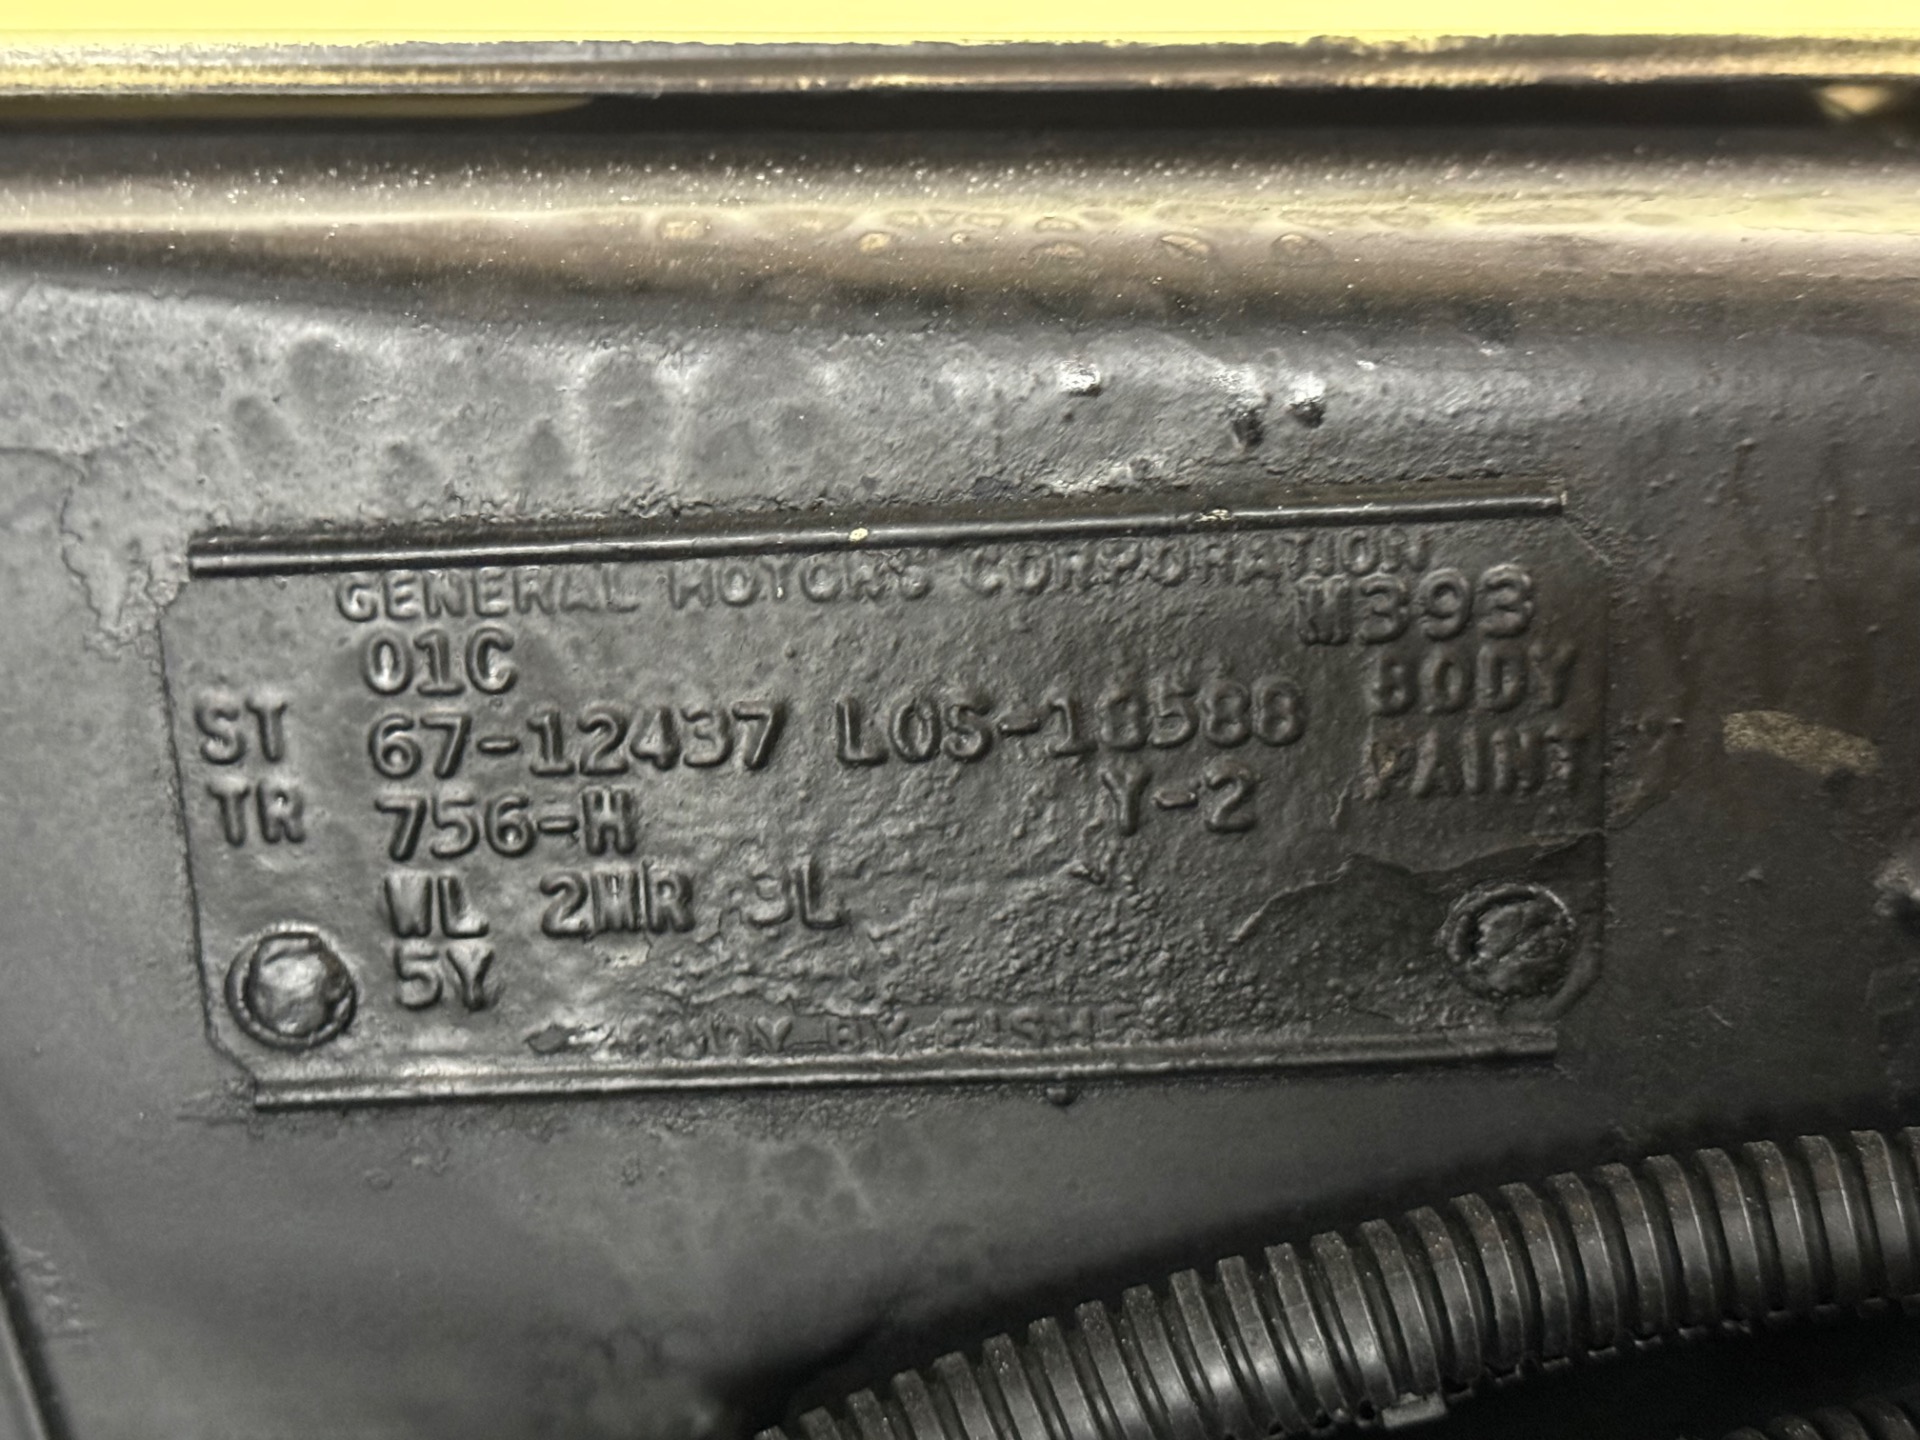 GENERAL MOTORS CORPORATION
01C M393
ST 67-12437 LOS-18588 BODY
TR 756-H Y-2 PAINT
WL 2MR 3L
5Y
BODY BY FISHER